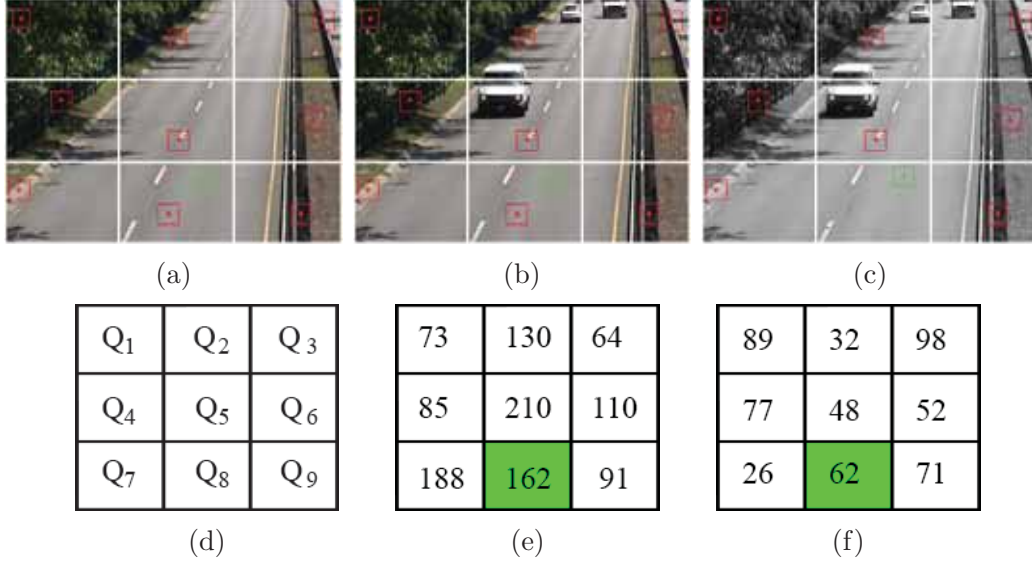 (a) (b) (c)
Q1 Q2 Q3
Q4 Q5 Q6
Q7 Q8 Q9
73 130 64
85 210 110
188 162 91
89 32 98
77 48 52
26 62 71
(d) (e) (f)